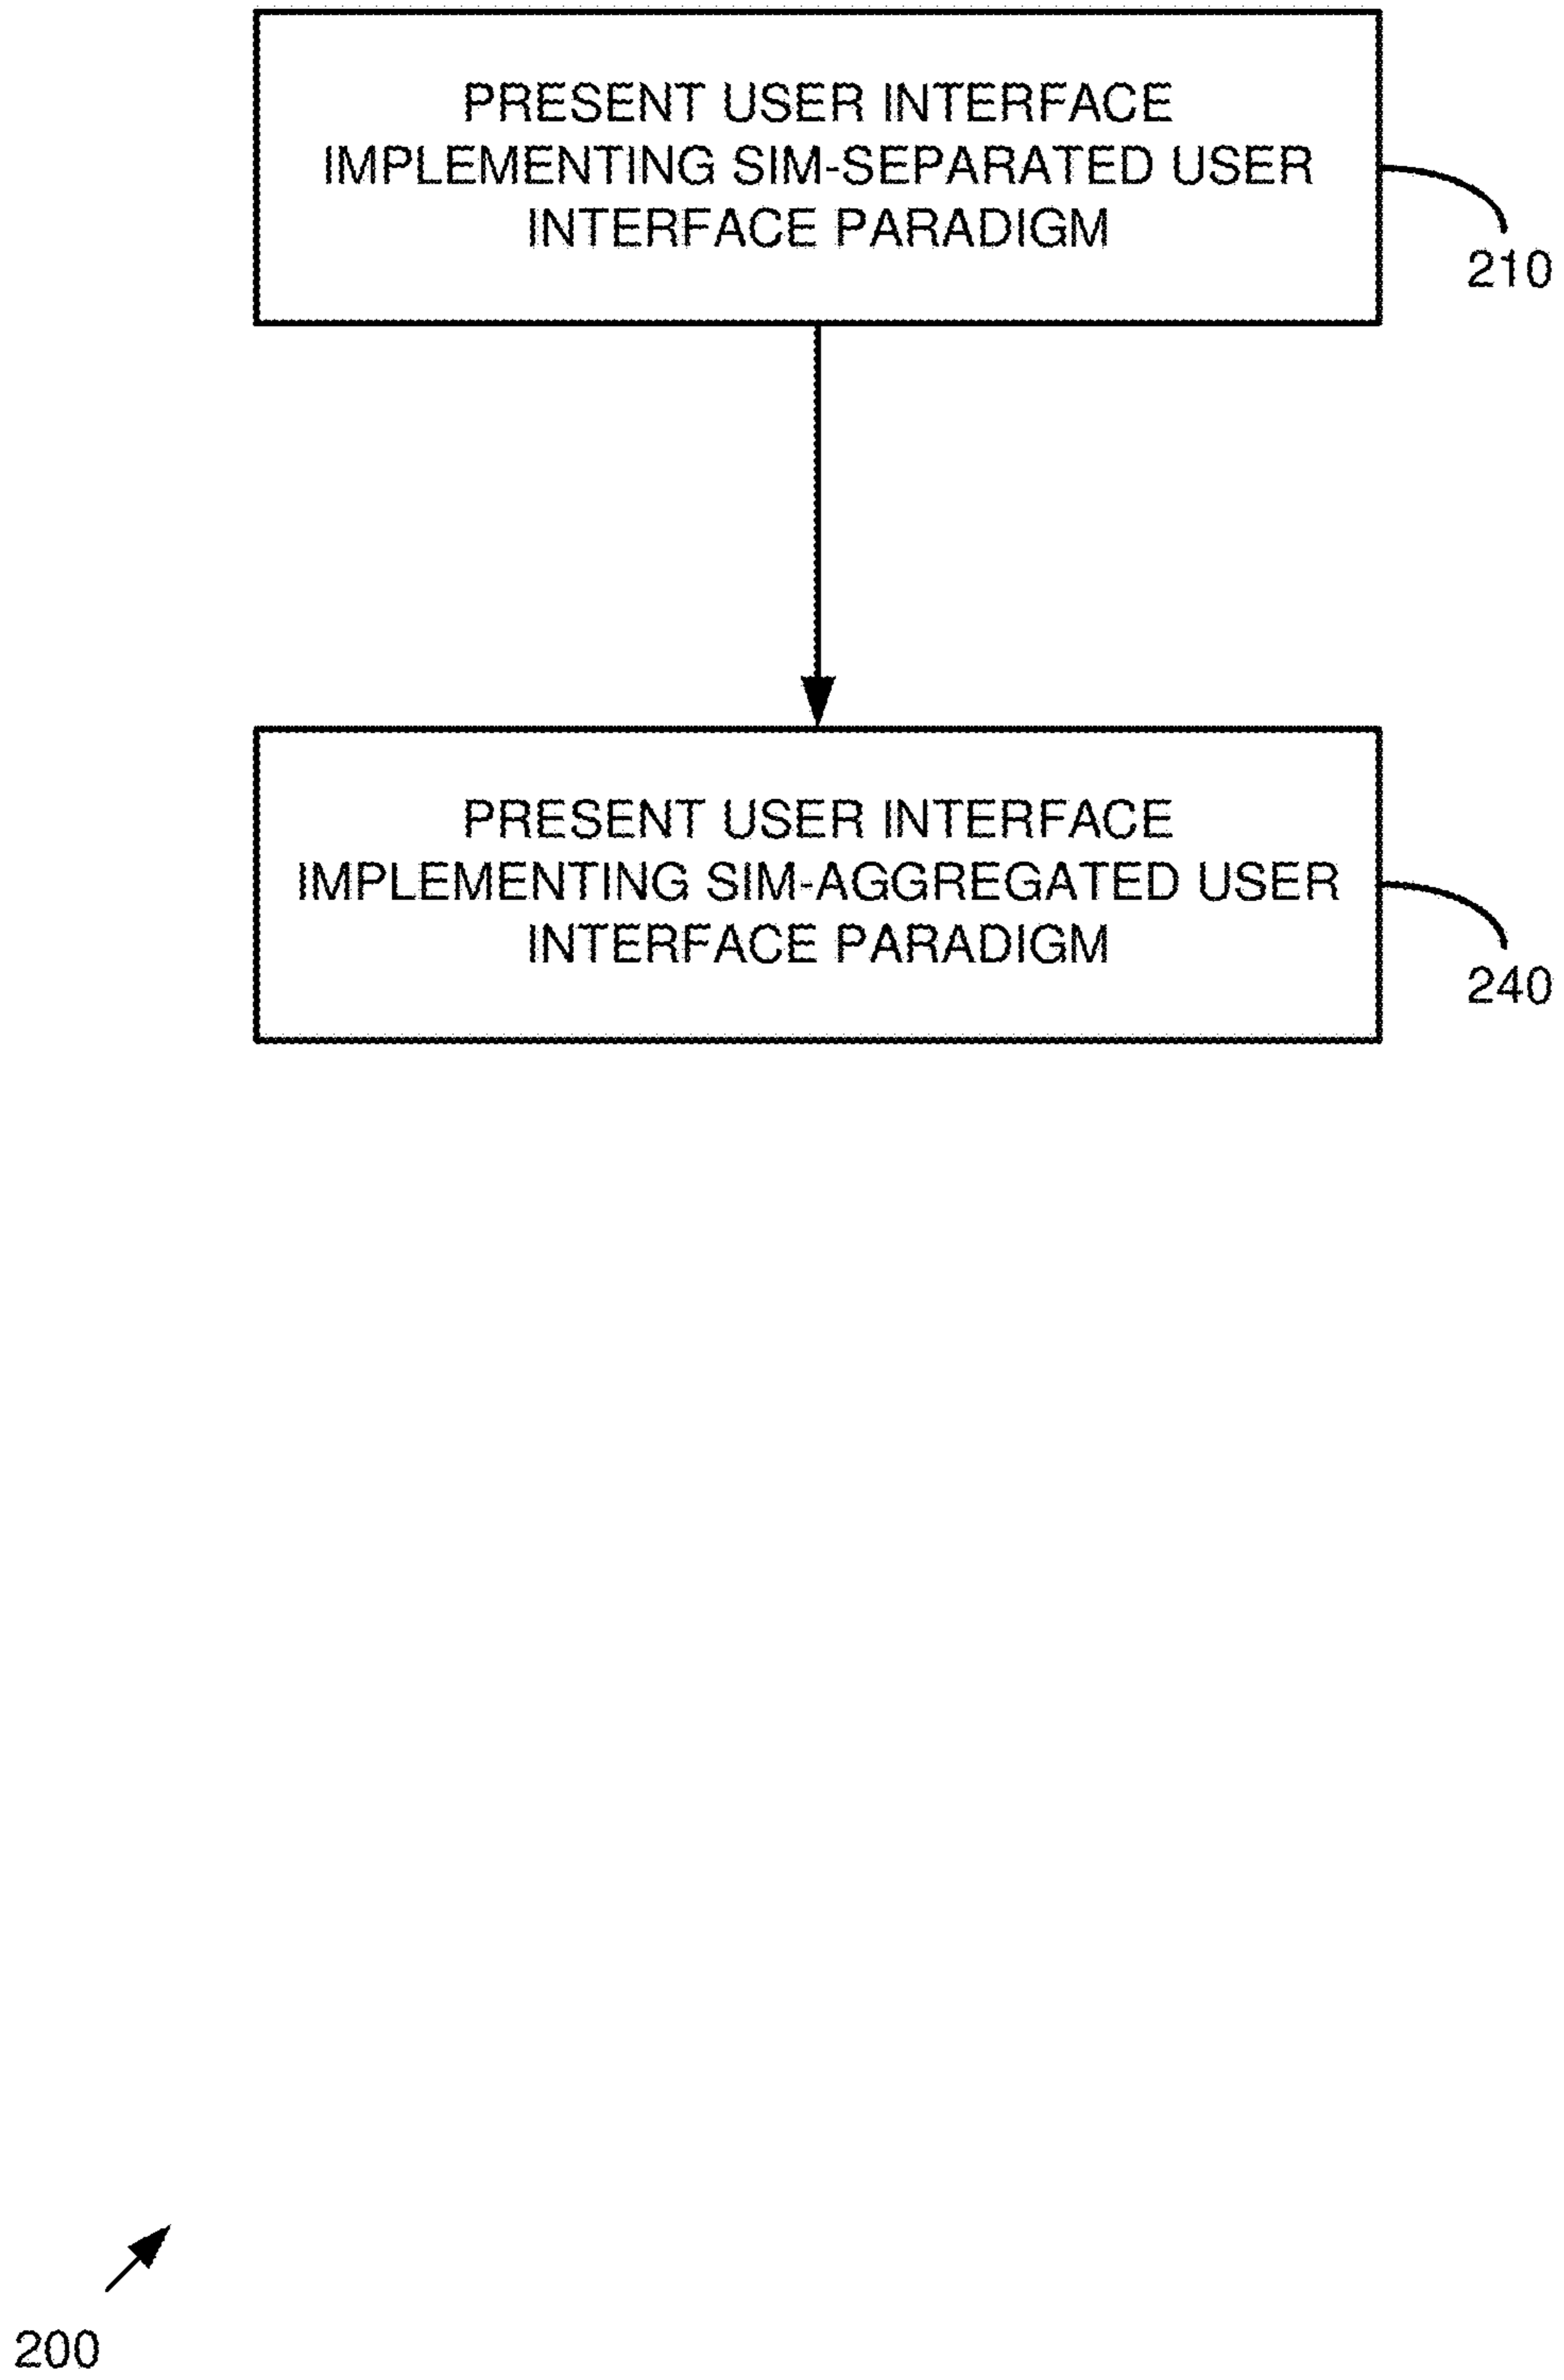 PRESENT USER INTERFACE
IMPLEMENTING SIM-SEPARATED USER
INTERFACE PARADIGM
210
PRESENT USER INTERFACE
IMPLEMENTING SIM-AGGREGATED USER
INTERFACE PARADIGM
240
200